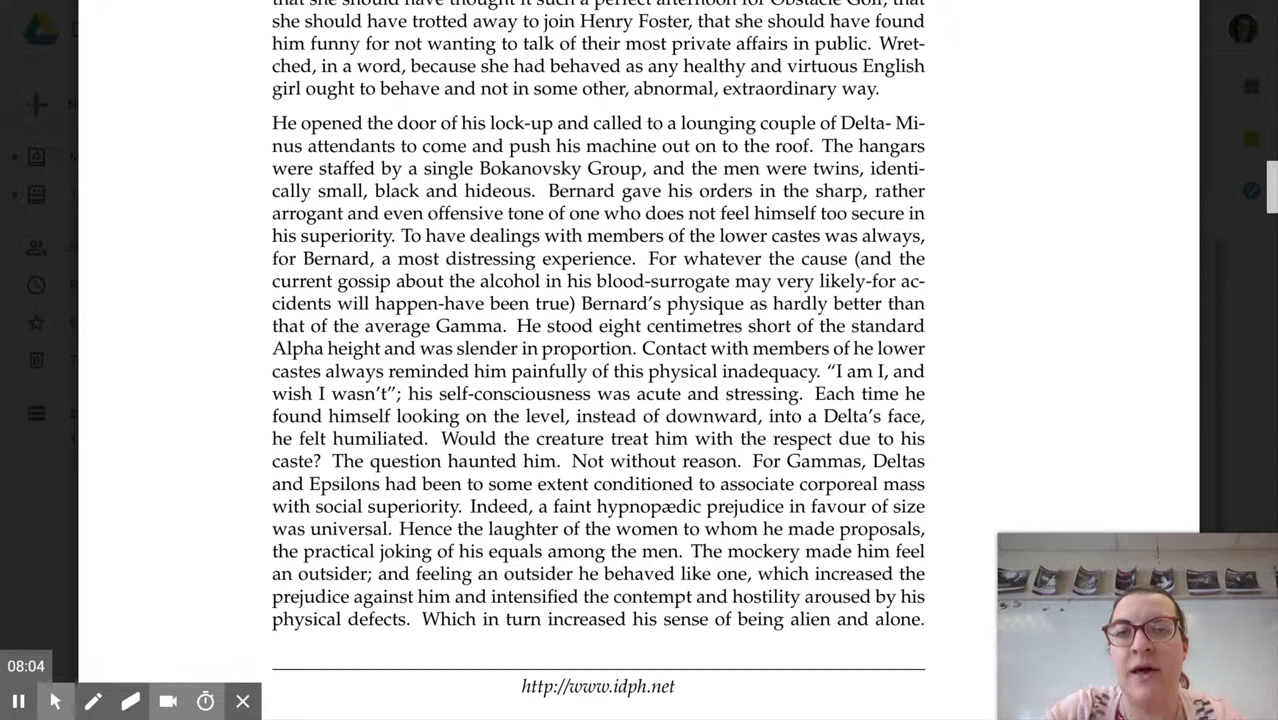 that she should have thought it such a perfect afternoon for Obstacle Golf, that
she should have trotted away to join Henry Foster, that she should have found
him funny for not wanting to talk of their most private affairs in public. Wret-
ched, in a word, because she had behaved as any healthy and virtuous English
girl ought to behave and not in some other, abnormal, extraordinary way.
He opened the door of his lock-up and called to a lounging couple of Delta- Mi-
nus attendants to come and push his machine out on to the roof. The hangars
were staffed by a single Bokanovsky Group, and the men were twins, identi-
cally small, black and hideous. Bernard gave his orders in the sharp, rather
arrogant and even offensive tone of one who does not feel himself too secure in
his superiority. To have dealings with members of the lower castes was always,
for Bernard, a most distressing experience. For whatever the cause (and the
current gossip about the alcohol in his blood-surrogate may very likely-for ac-
cidents will happen-have been true) Bernard's physique as hardly better than
that of the average Gamma. He stood eight centimetres short of the standard
Alpha height and was slender in proportion. Contact with members of he lower
castes always reminded him painfully of this physical inadequacy. “I am I, and
wish I wasn't”; his self-consciousness was acute and stressing. Each time he
found himself looking on the level, instead of downward, into a Delta's face,
he felt humiliated. Would the creature treat him with the respect due to his
caste? The question haunted him. Not without reason. For Gammas, Deltas
and Epsilons had been to some extent conditioned to associate corporeal mass
with social superiority. Indeed, a faint hypnopædic prejudice in favour of size
was universal. Hence the laughter of the women to whom he made proposals,
the practical joking of his equals among the men. The mockery made him feel
an outsider; and feeling an outsider he behaved like one, which increased the
prejudice against him and intensified the contempt and hostility aroused by his
physical defects. Which in turn increased his sense of being alien and alone.
http://www.idph.net
08:04